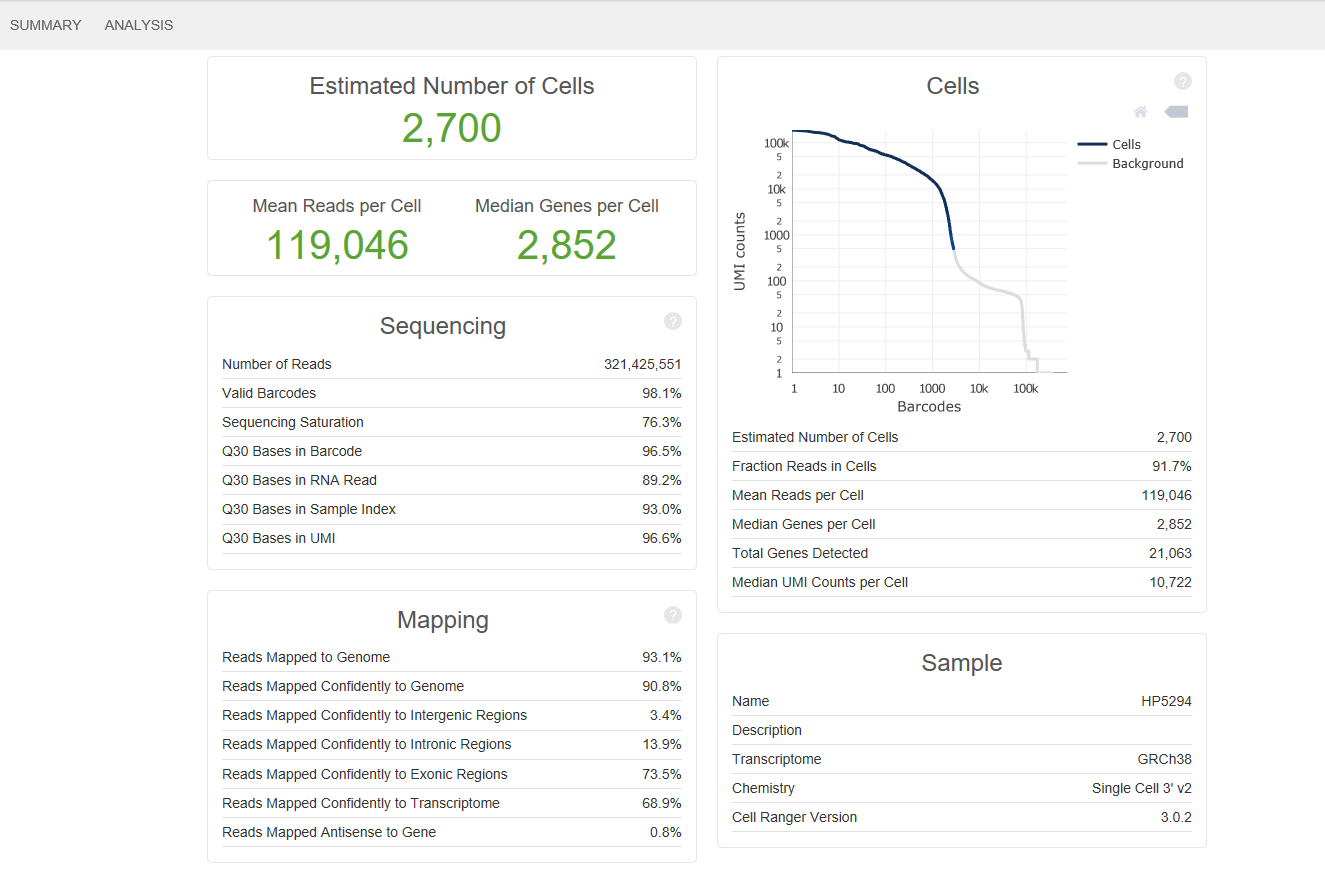 SUMMARY ANALYSIS
Estimated Number of Cells
2,700
Mean Reads per Cell Median Genes per Cell
119,046 2,852
Sequencing
?
Number of Reads 321,425,551
Valid Barcodes 98.1%
Sequencing Saturation 76.3%
Q30 Bases in Barcode 96.5%
Q30 Bases in RNA Read 89.2%
Q30 Bases in Sample Index 93.0%
Q30 Bases in UMI 96.6%
Mapping
?
Reads Mapped to Genome 93.1%
Reads Mapped Confidently to Genome 90.8%
Reads Mapped Confidently to Intergenic Regions 3.4%
Reads Mapped Confidently to Intronic Regions 13.9%
Reads Mapped Confidently to Exonic Regions 73.5%
Reads Mapped Confidently to Transcriptome 68.9%
Reads Mapped Antisense to Gene 0.8%
Cells
?
Cells
Background
UMI counts
100k
5
2
10k
5
2
1000
5
2
100
5
2
10
5
2
1
1 10 100 1000 10k 100k
Barcodes
Estimated Number of Cells 2,700
Fraction Reads in Cells 91.7%
Mean Reads per Cell 119,046
Median Genes per Cell 2,852
Total Genes Detected 21,063
Median UMI Counts per Cell 10,722
Sample
Name HP5294
Description
Transcriptome GRCh38
Chemistry Single Cell 3' v2
Cell Ranger Version 3.0.2